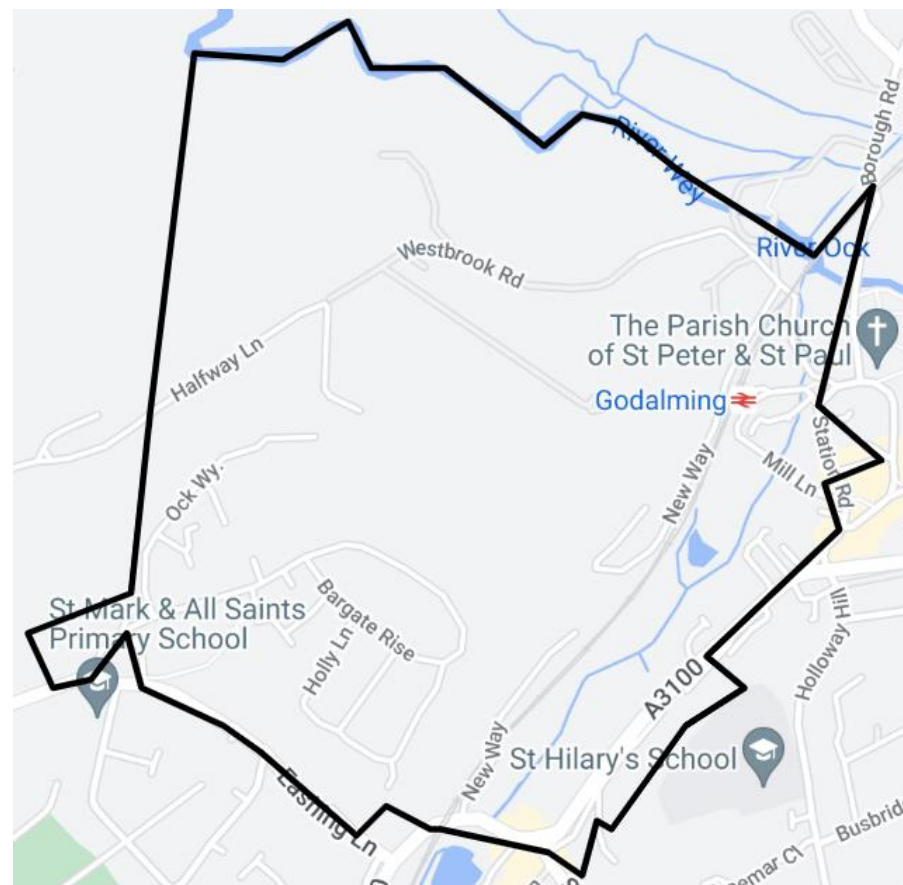 Borough Rd
River Wey
River Ock
Westbrook Rd
The Parish Church
of St Peter & St Paul
Halfway Ln
Godalming
Station Rd
Mill Ln
New Way
Ock Wy.
St Mark & All Saints
Primary School
Bargate Rise
Holly Ln
Holloway Hill
A3100
New Way
St Hilary's School
Eashing Ln